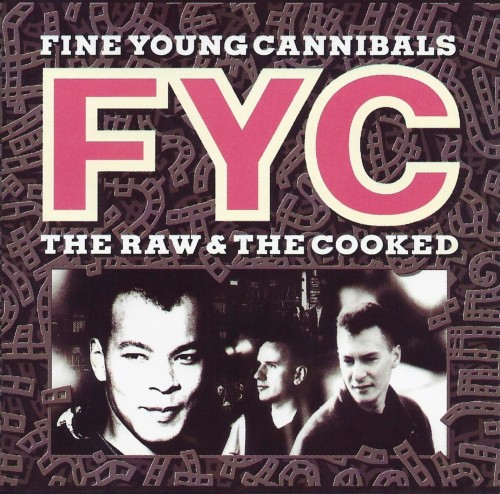 FINE YOUNG CANNIBALS
FYC
THE RAW & THE COOKED